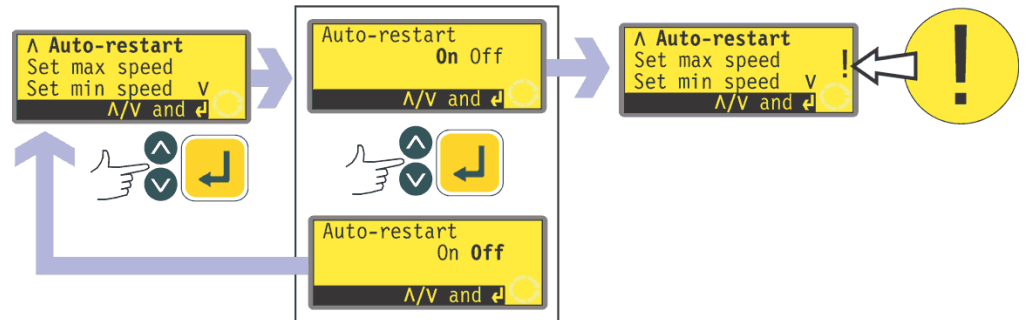 Λ Auto-restart
Set max speed
Set min speed V
Λ/V and ↲
Auto-restart
On Off
Λ/V and ↲
Auto-restart
On Off
Λ/V and ↲
Λ Auto-restart
Set max speed !
Set min speed V
Λ/V and ↲
!